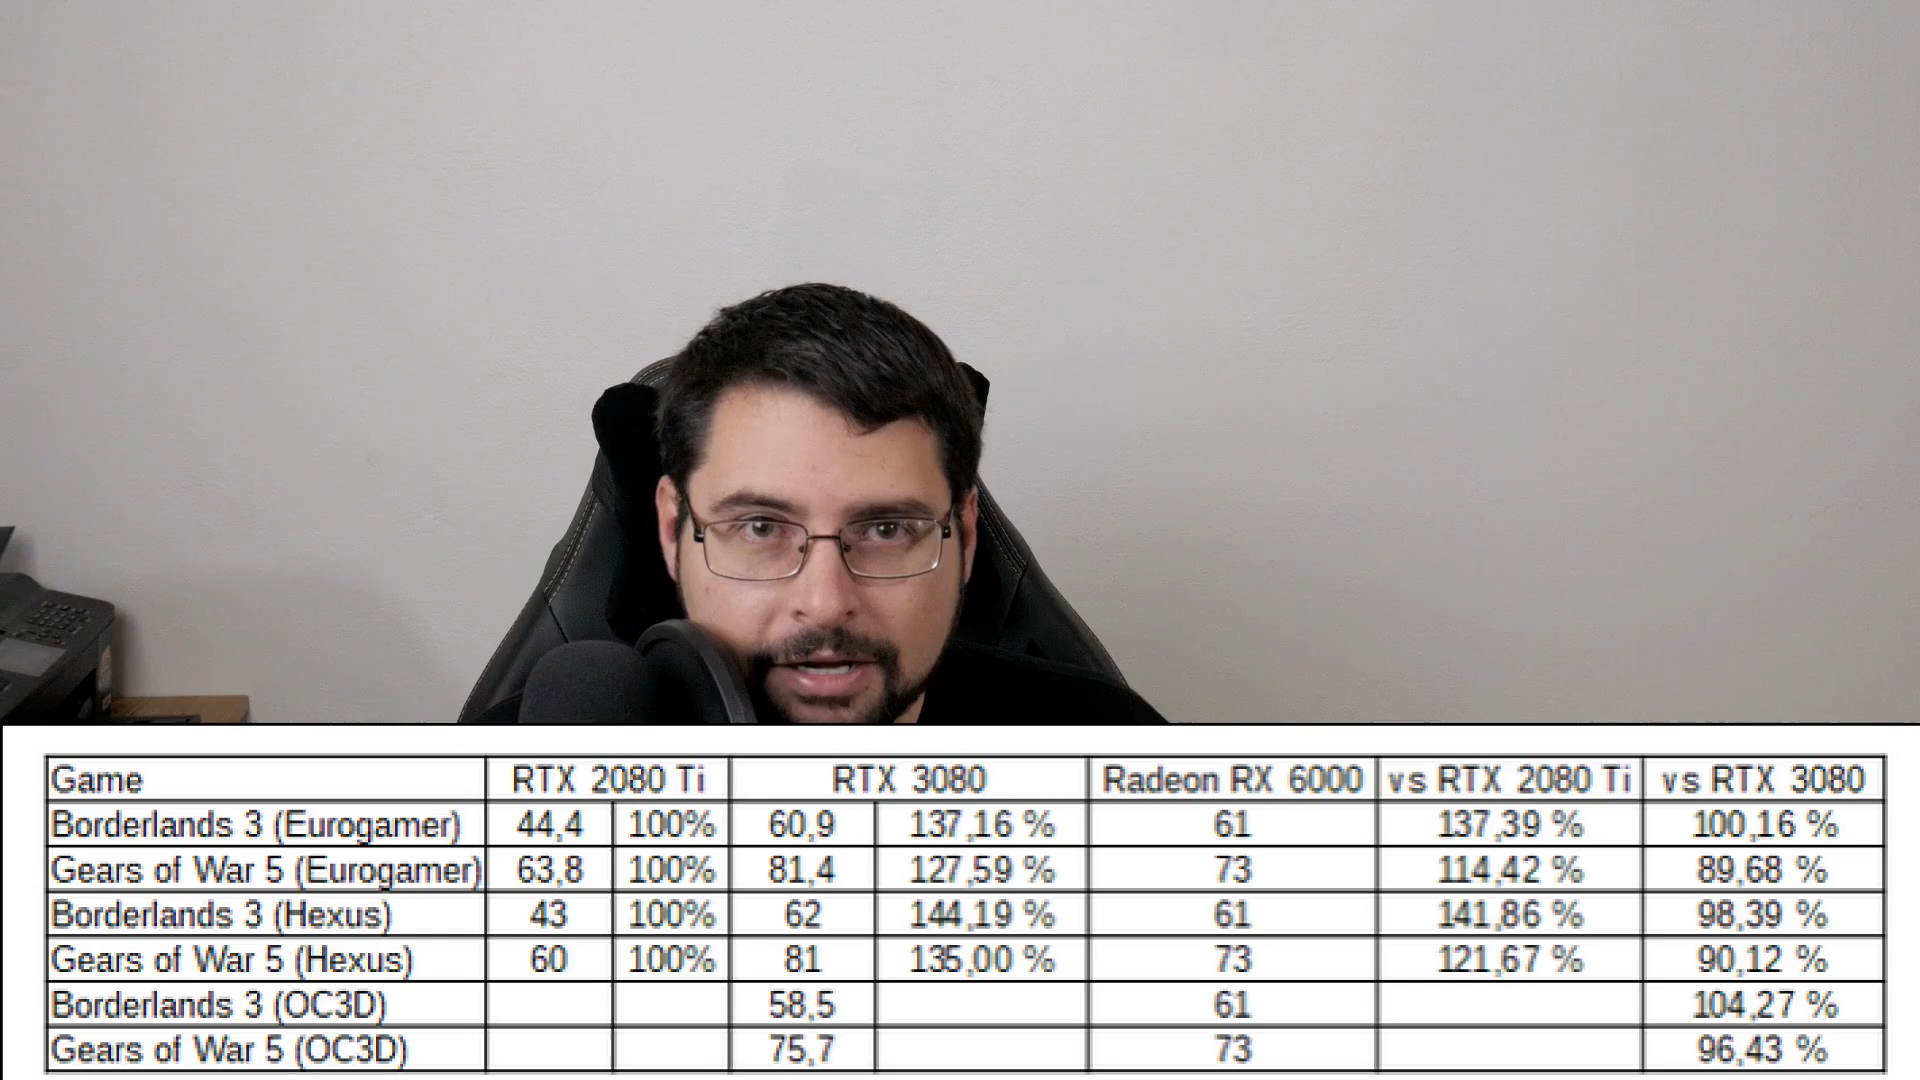 Game RTX 2080 Ti RTX 3080 Radeon RX 6000 vs RTX 2080 Ti vs RTX 3080
Borderlands 3 (Eurogamer) 44,4 100% 60,9 137,16 % 61 137,39 % 100,16 %
Gears of War 5 (Eurogamer) 63,8 100% 81,4 127,59 % 73 114,42 % 89,68 %
Borderlands 3 (Hexus) 43 100% 62 144,19 % 61 141,86 % 98,39 %
Gears of War 5 (Hexus) 60 100% 81 135,00 % 73 121,67 % 90,12 %
Borderlands 3 (OC3D) 58,5 61 104,27 %
Gears of War 5 (OC3D) 75,7 73 96,43 %